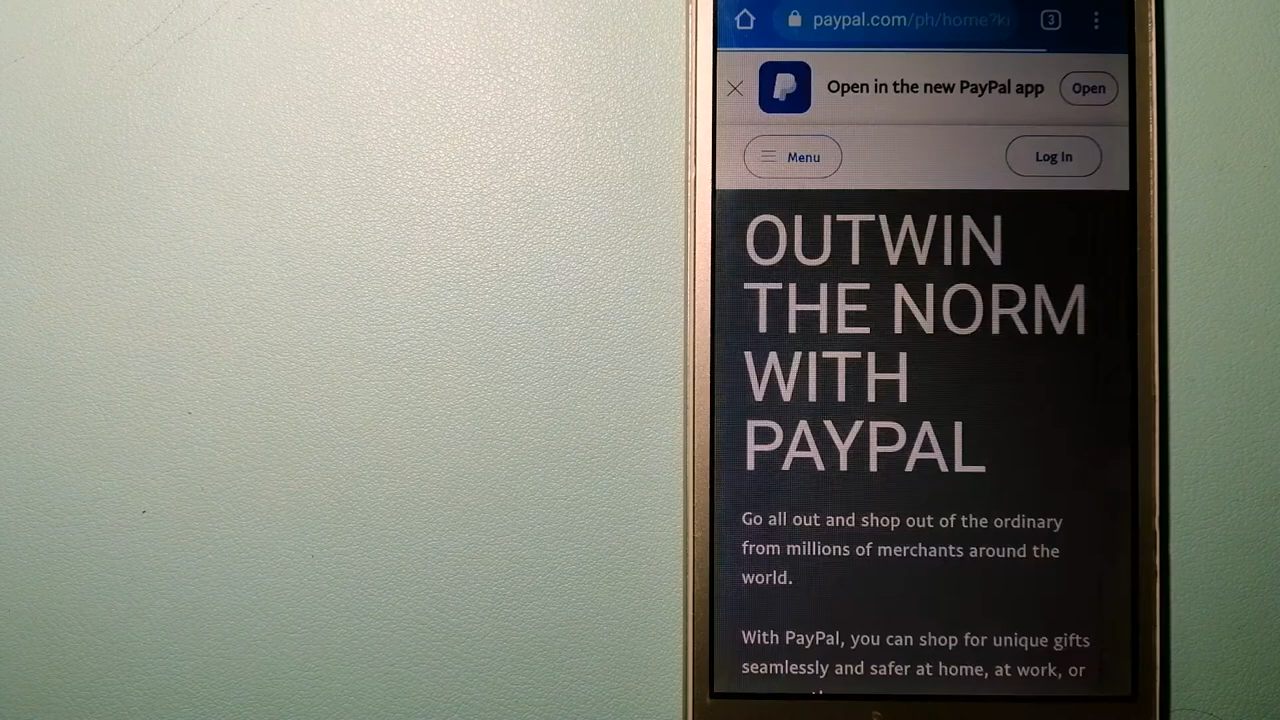 paypal.com/ph/home?ki
3
Open in the new PayPal app
Open
Menu
Log In
OUTWIN
THE NORM
WITH
PAYPAL
Go all out and shop out of the ordinary
from millions of merchants around the
world.
With PayPal, you can shop for unique gifts
seamlessly and safer at home, at work, or